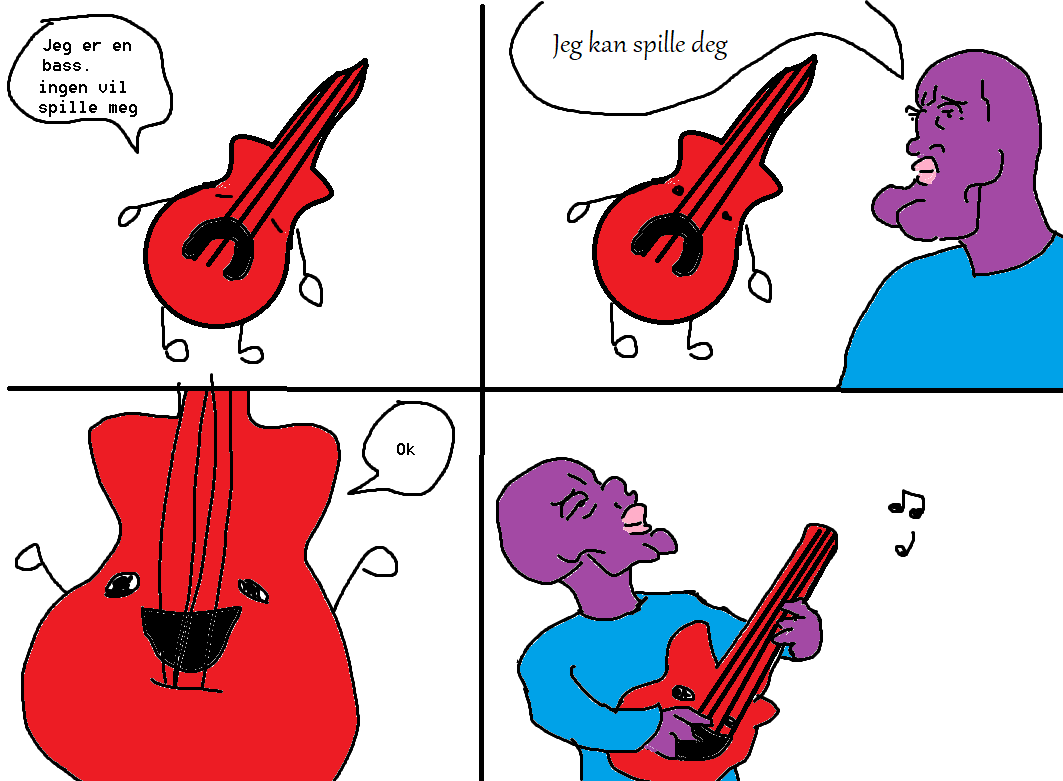 Jeg er en
bass.
ingen vil
spille meg
Jeg kan spille deg
Ok